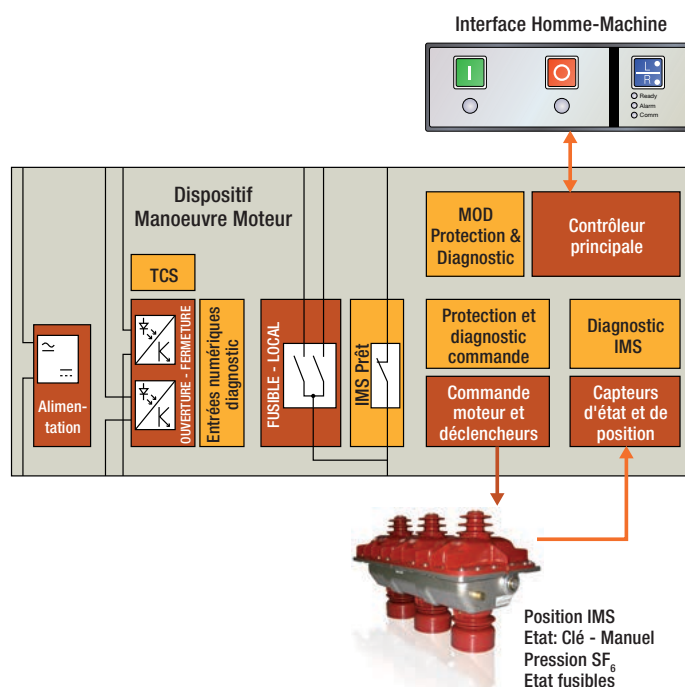 Interface Homme-Machine
I
O
L
R
Ready
Alarm
Comm
Dispositif
Manoeuvre Moteur
MOD
Protection &
Diagnostic
Contrôleur
principale
TCS
Alimen-
tation
OUVERTURE - FERMETURE
Entrées numériques
diagnostic
FUSIBLE - LOCAL
IMS Prêt
Protection et
diagnostic
commande
Diagnostic
IMS
Commande
moteur et
déclencheurs
Capteurs
d'état et de
position
Position IMS
Etat: Clé - Manuel
Pression SF₆
Etat fusibles